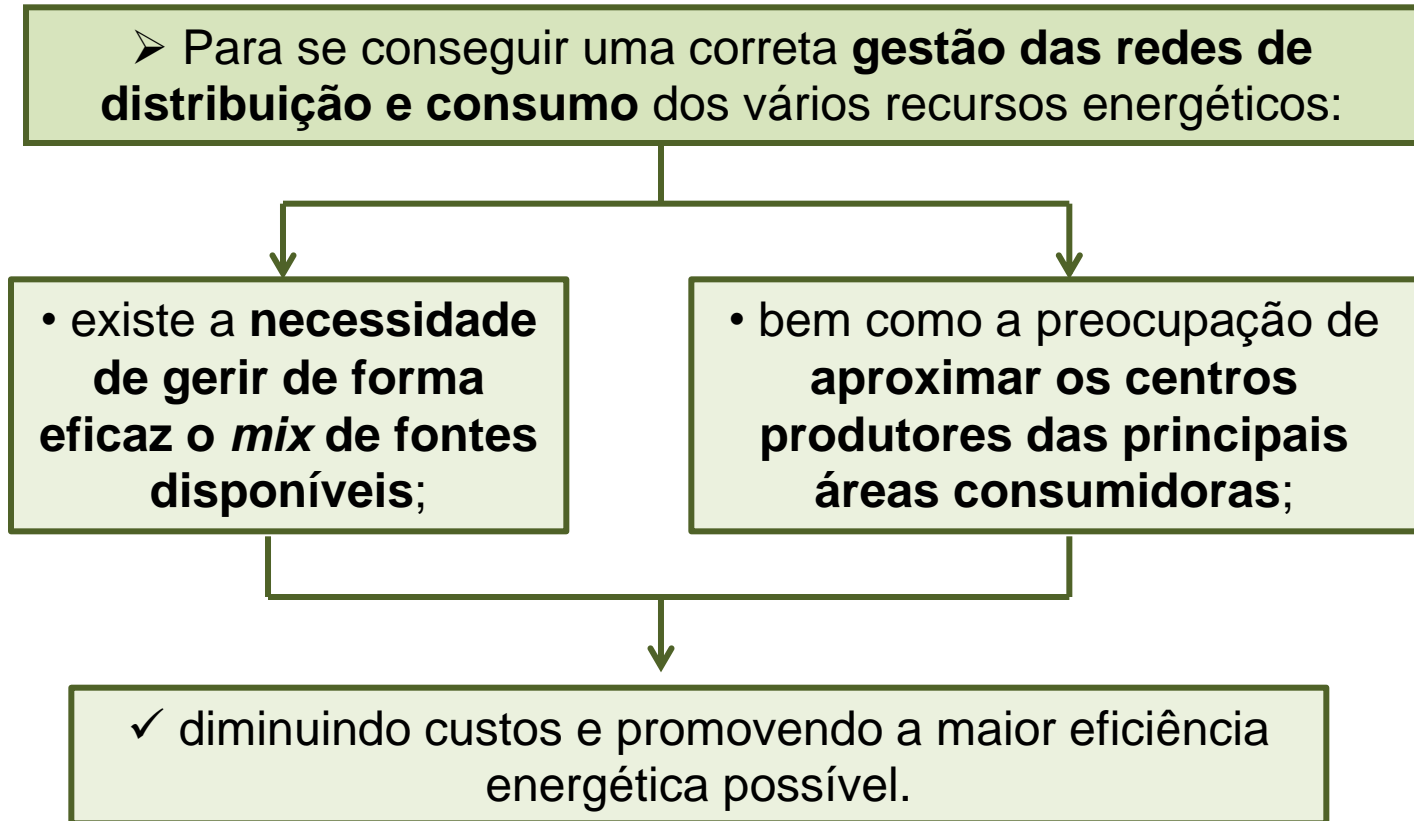 ➢ Para se conseguir uma correta gestão das redes de
distribuição e consumo dos vários recursos energéticos:
• existe a necessidade
de gerir de forma
eficaz o mix de fontes
disponíveis;
• bem como a preocupação de
aproximar os centros
produtores das principais
áreas consumidoras;
✓ diminuindo custos e promovendo a maior eficiência
energética possível.